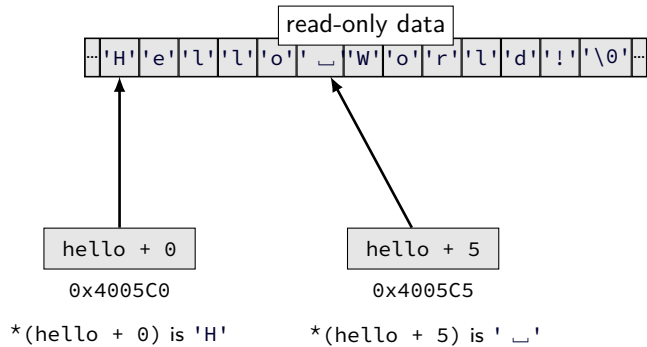 read-only data
… 'H' 'e' 'l' 'l' 'o' '␣' 'W' 'o' 'r' 'l' 'd' '!' '\0' …
hello + 0 hello + 5
0x4005C0 0x4005C5
*(hello + 0) is 'H' *(hello + 5) is '␣'